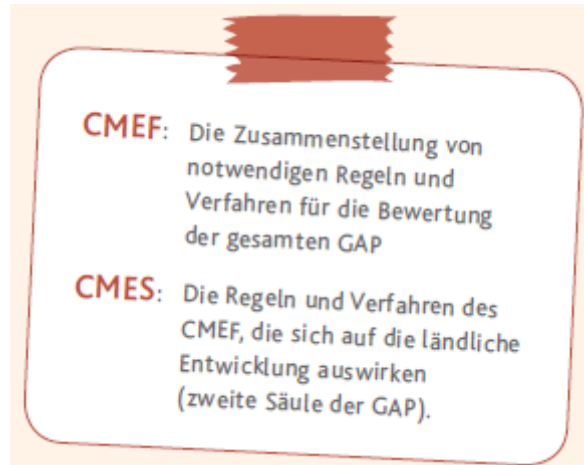 CMEF: Die Zusammenstellung von
notwendigen Regeln und
Verfahren für die Bewertung
der gesamten GAP
CMES: Die Regeln und Verfahren des
CMEF, die sich auf die ländliche
Entwicklung auswirken
(zweite Säule der GAP).